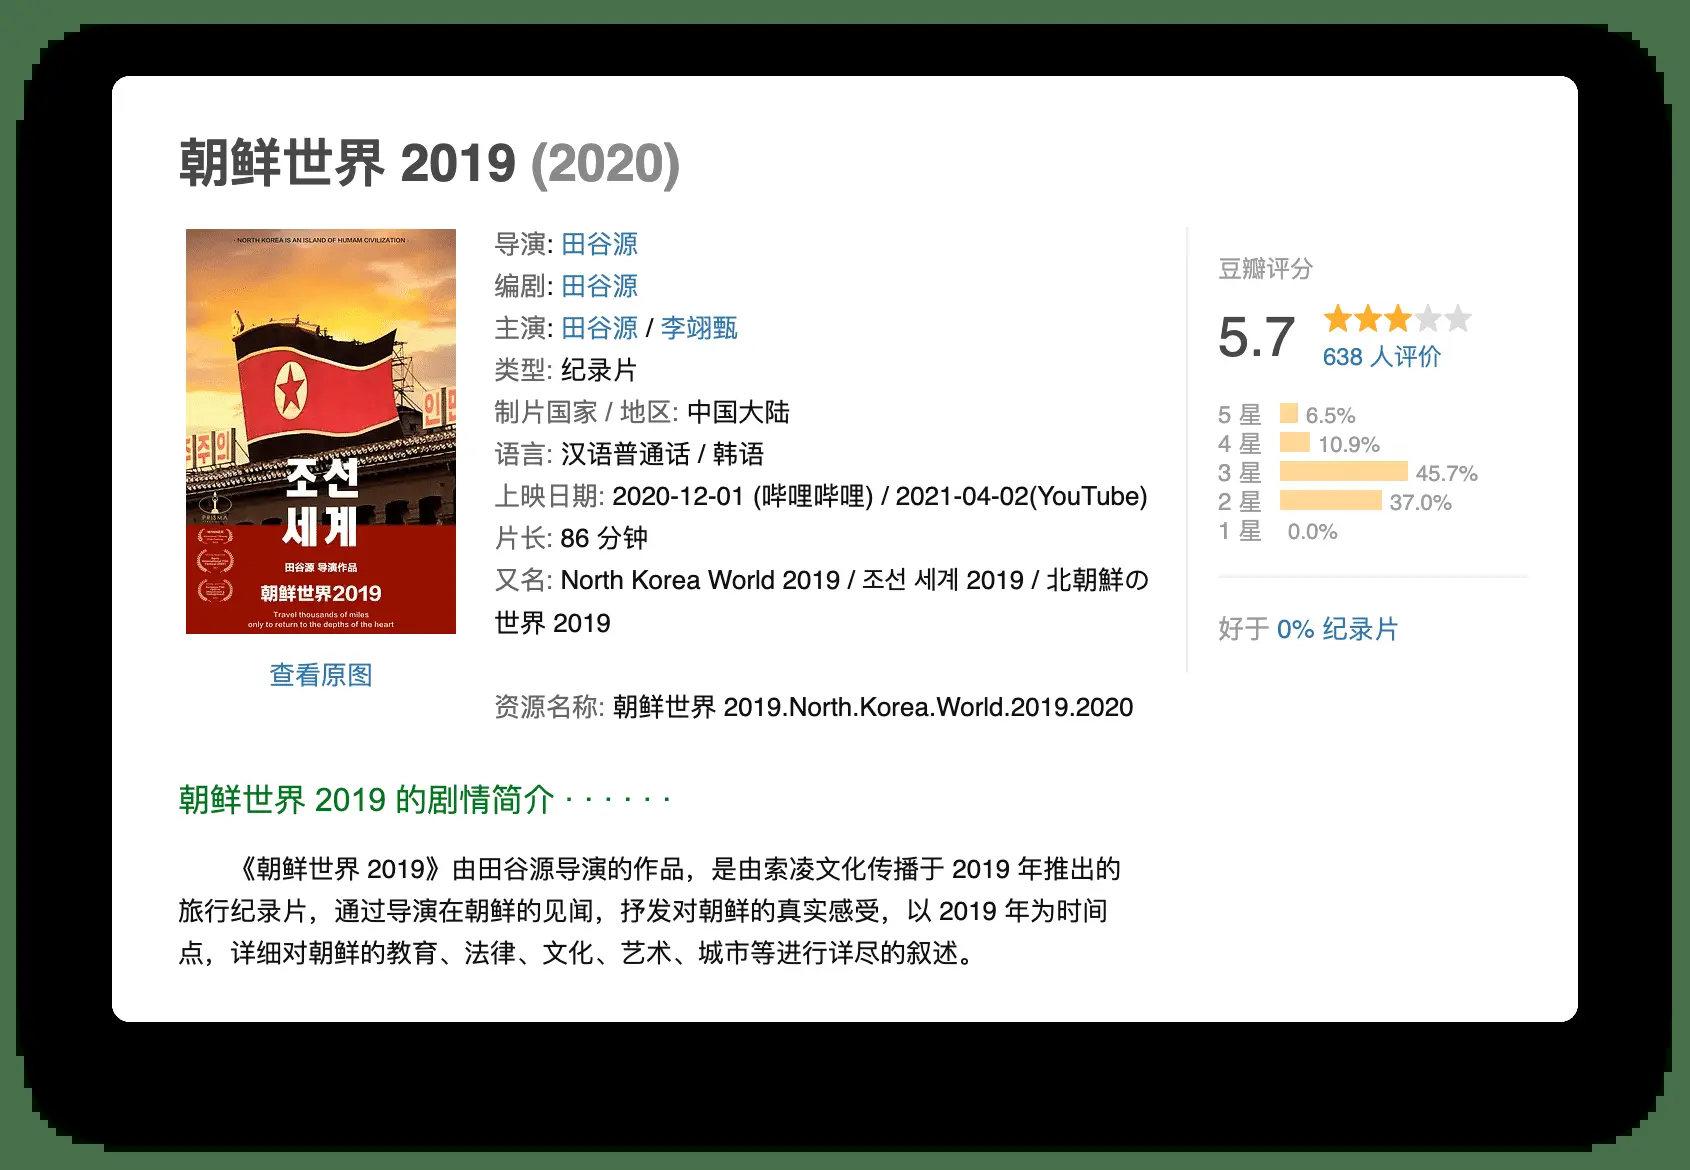 朝鲜世界 2019 (2020)
· NORTH KOREA IS AN ISLAND OF HUMAM CIVILIZATION ·
인민
주의
조선
세계
PRISMA
WINNER
田谷源 导演作品
朝鲜世界2019
Travel thousands of miles
only to return to the depths of the heart
查看原图
导演: 田谷源
编剧: 田谷源
主演: 田谷源 / 李翊甄
类型: 纪录片
制片国家 / 地区: 中国大陆
语言: 汉语普通话 / 韩语
上映日期: 2020-12-01 (哔哩哔哩) / 2021-04-02(YouTube)
片长: 86 分钟
又名: North Korea World 2019 / 조선 세계 2019 / 北朝鮮の
世界 2019
资源名称: 朝鲜世界 2019.North.Korea.World.2019.2020
豆瓣评分
5.7
638 人评价
5 星 6.5%
4 星 10.9%
3 星 45.7%
2 星 37.0%
1 星 0.0%
好于 0% 纪录片
朝鲜世界 2019 的剧情简介 · · · · · ·
《朝鲜世界 2019》由田谷源导演的作品，是由索凌文化传播于 2019 年推出的
旅行纪录片，通过导演在朝鲜的见闻，抒发对朝鲜的真实感受，以 2019 年为时间
点，详细对朝鲜的教育、法律、文化、艺术、城市等进行详尽的叙述。